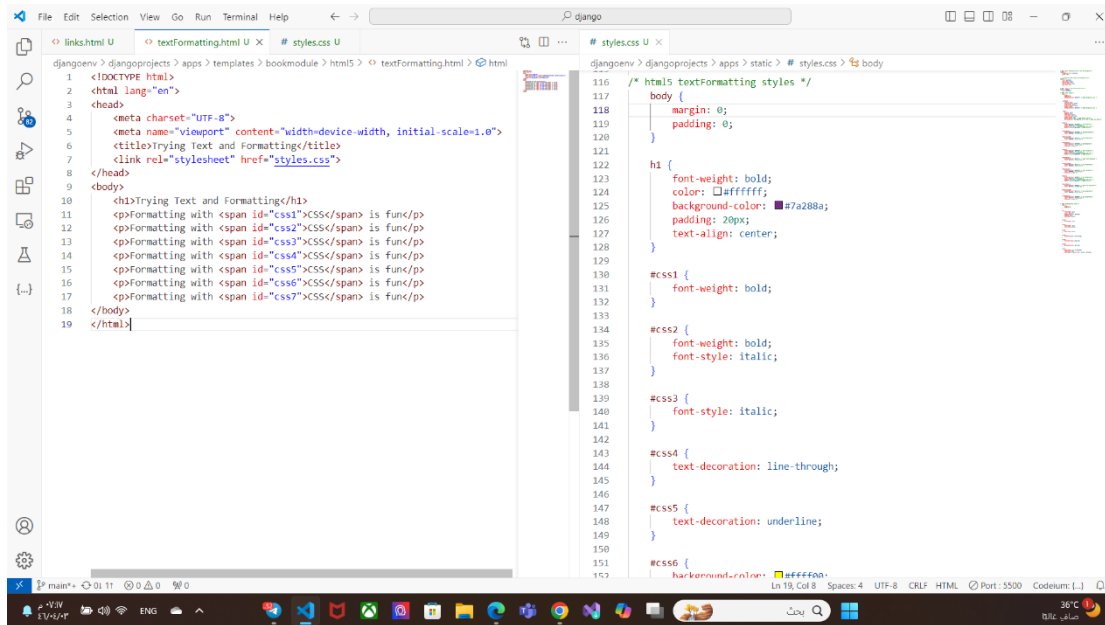 File Edit Selection View Go Run Terminal Help
django
links.html U
textFormatting.html U
# styles.css U
djangoenv > djangoprojects > apps > templates > bookmodule > html5 > textFormatting.html > html
1 <!DOCTYPE html>
2 <html lang="en">
3 <head>
4 <meta charset="UTF-8">
5 <meta name="viewport" content="width=device-width, initial-scale=1.0">
6 <title>Trying Text and Formatting</title>
7 <link rel="stylesheet" href="styles.css">
8 </head>
9 <body>
10 <h1>Trying Text and Formatting</h1>
11 <p>Formatting with <span id="css1">CSS</span> is fun</p>
12 <p>Formatting with <span id="css2">CSS</span> is fun</p>
13 <p>Formatting with <span id="css3">CSS</span> is fun</p>
14 <p>Formatting with <span id="css4">CSS</span> is fun</p>
15 <p>Formatting with <span id="css5">CSS</span> is fun</p>
16 <p>Formatting with <span id="css6">CSS</span> is fun</p>
17 <p>Formatting with <span id="css7">CSS</span> is fun</p>
18 </body>
19 </html>
# styles.css U
djangoenv > djangoprojects > apps > static > # styles.css > body
116 /* html5 textFormatting styles */
117 body {
118 margin: 0;
119 padding: 0;
120 }
121
122 h1 {
123 font-weight: bold;
124 color: #ffffff;
125 background-color: #7a288a;
126 padding: 20px;
127 text-align: center;
128 }
129
130 #css1 {
131 font-weight: bold;
132 }
133
134 #css2 {
135 font-weight: bold;
136 font-style: italic;
137 }
138
139 #css3 {
140 font-style: italic;
141 }
142
143 #css4 {
144 text-decoration: line-through;
145 }
146
147 #css5 {
148 text-decoration: underline;
149 }
150
151 #css6 {
152 background-color: #ffff00;
82
main*+ 0↓ 1↑ 0 0 0
Ln 19, Col 8 Spaces: 4 UTF-8 CRLF HTML Port : 5500 Codeium: {...}
ENG
بحث
36°C
1